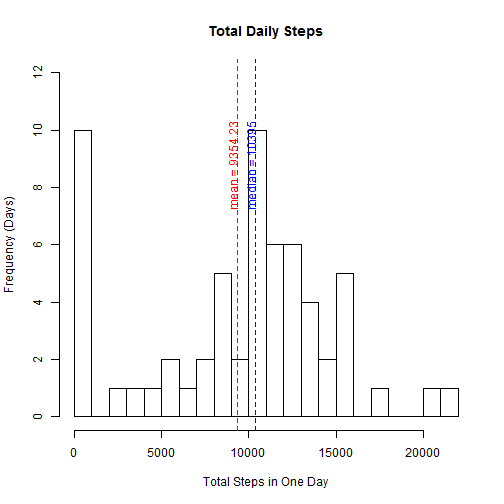 Total Daily Steps
Frequency (Days)
12
10
8
6
4
2
0
mean = 9354.23
median = 10395
0 5000 10000 15000 20000
Total Steps in One Day